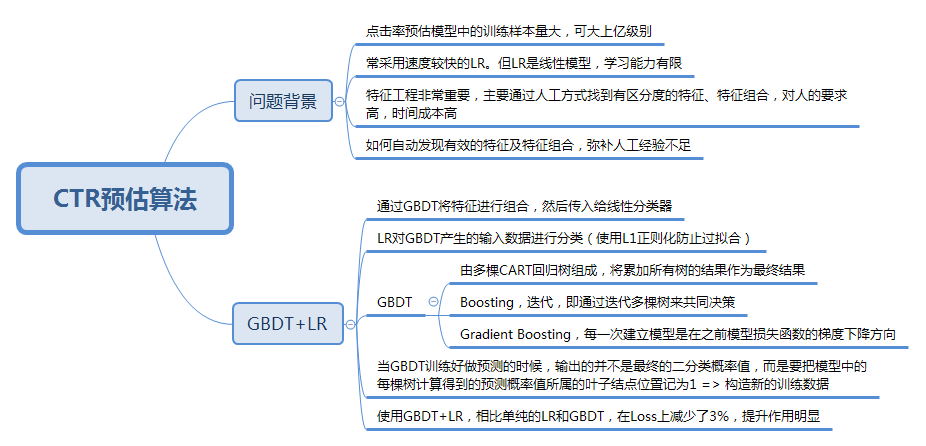 点击率预估模型中的训练样本量大，可大上亿级别
常采用速度较快的LR。但LR是线性模型，学习能力有限
问题背景
特征工程非常重要，主要通过人工方式找到有区分度的特征、特征组合，对人的要求
高，时间成本高
如何自动发现有效的特征及特征组合，弥补人工经验不足
CTR预估算法
通过GBDT将特征进行组合，然后传入给线性分类器
LR对GBDT产生的输入数据进行分类（使用L1正则化防止过拟合）
由多棵CART回归树组成，将累加所有树的结果作为最终结果
GBDT
Boosting，迭代，即通过迭代多棵树来共同决策
GBDT+LR
Gradient Boosting，每一次建立模型是在之前模型损失函数的梯度下降方向
当GBDT训练好做预测的时候，输出的并不是最终的二分类概率值，而是要把模型中的
每棵树计算得到的预测概率值所属的叶子结点位置记为1 => 构造新的训练数据
使用GBDT+LR，相比单纯的LR和GBDT，在Loss上减少了3%，提升作用明显